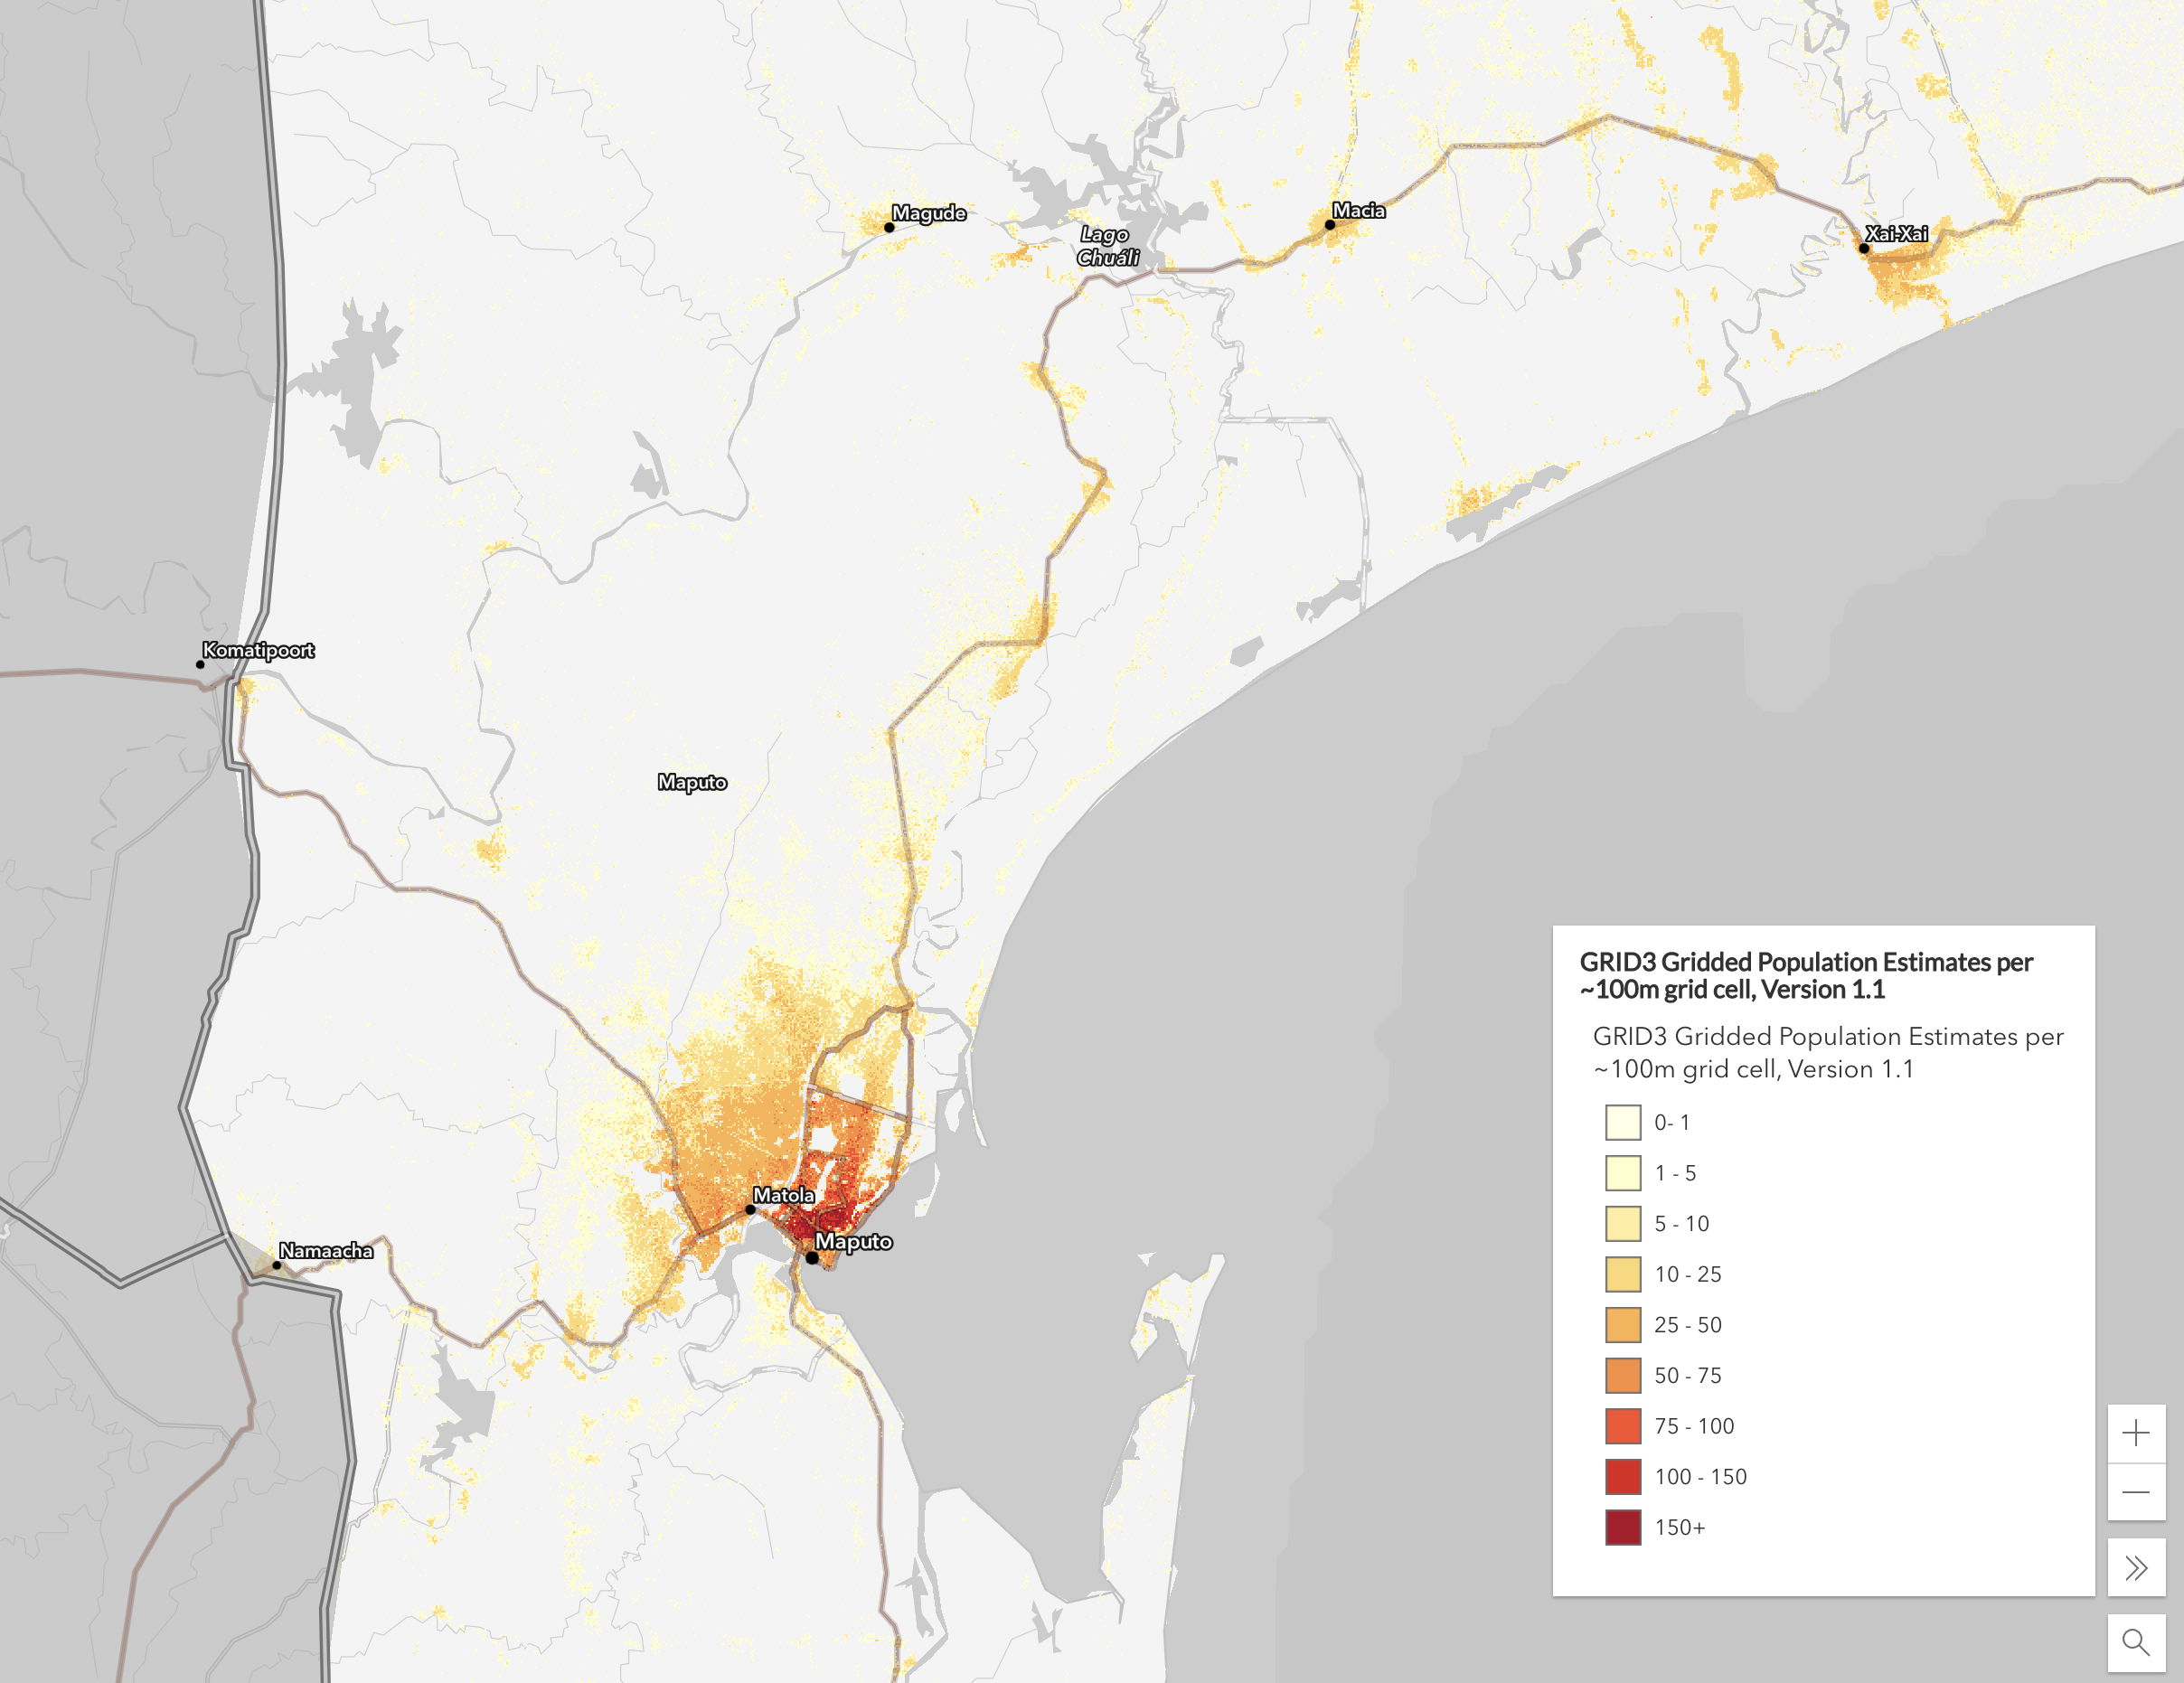 Magude
Macia
Lago
Chuáli
Xai-Xai
Komatipoort
Maputo
Matola
Maputo
Namaacha
GRID3 Gridded Population Estimates per
~100m grid cell, Version 1.1
GRID3 Gridded Population Estimates per
~100m grid cell, Version 1.1
0- 1
1 - 5
5 - 10
10 - 25
25 - 50
50 - 75
75 - 100
100 - 150
150+